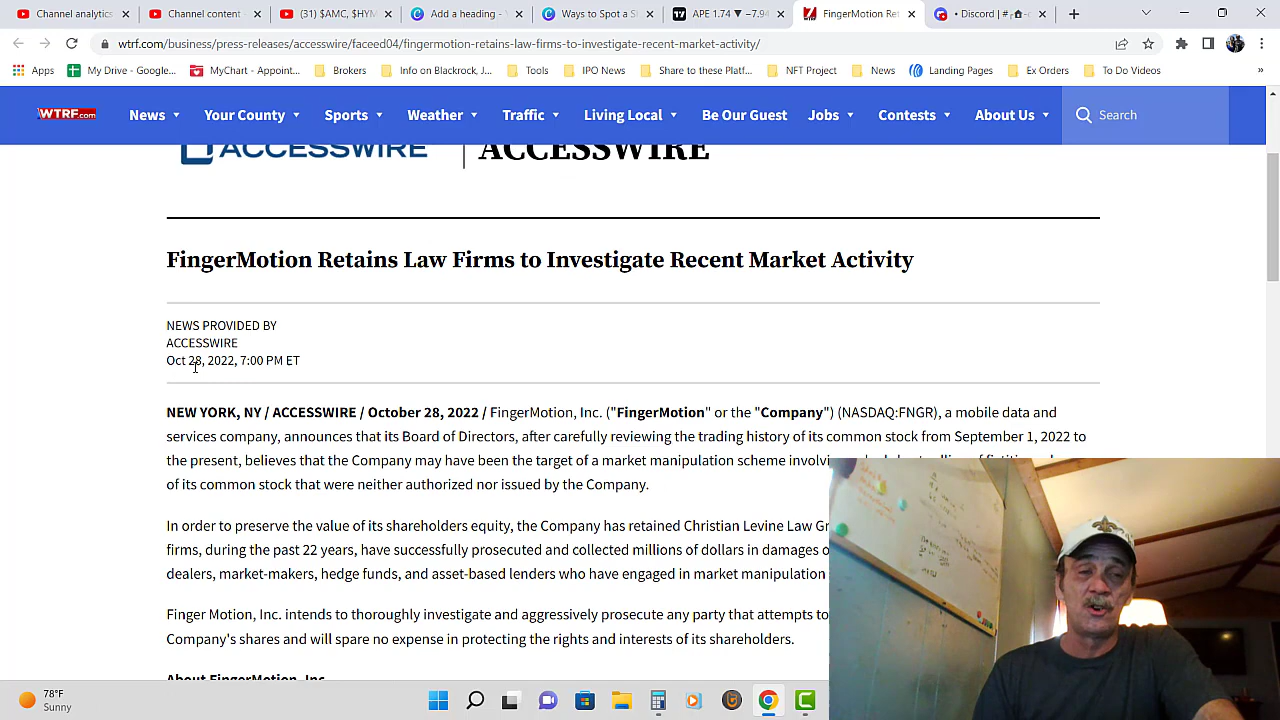 Channel analytics
Channel content
(31) $AMC, $HYM
Add a heading -
Ways to Spot a S
APE 1.74 ▼ −7.94
FingerMotion Ret
• Discord | #
wtrf.com/business/press-releases/accesswire/faceed04/fingermotion-retains-law-firms-to-investigate-recent-market-activity/
Apps
My Drive - Google...
MyChart - Appoint...
Brokers
Info on Blackrock, J...
Tools
IPO News
Share to these Platf...
NFT Project
News
Landing Pages
Ex Orders
To Do Videos
»
WTRF.com
News
Your County
Sports
Weather
Traffic
Living Local
Be Our Guest
Jobs
Contests
About Us
Search
ACCESSWIRE
ACCESSWIRE
FingerMotion Retains Law Firms to Investigate Recent Market Activity
NEWS PROVIDED BY
ACCESSWIRE
Oct 28, 2022, 7:00 PM ET
NEW YORK, NY / ACCESSWIRE / October 28, 2022 / FingerMotion, Inc. ("FingerMotion" or the "Company") (NASDAQ:FNGR), a mobile data and
services company, announces that its Board of Directors, after carefully reviewing the trading history of its common stock from September 1, 2022 to
the present, believes that the Company may have been the target of a market manipulation scheme
of its common stock that were neither authorized nor issued by the Company.
In order to preserve the value of its shareholders equity, the Company has retained Christian Levine Law
firms, during the past 22 years, have successfully prosecuted and collected millions of dollars in damages
dealers, market-makers, hedge funds, and asset-based lenders who have engaged in market manipulation
Finger Motion, Inc. intends to thoroughly investigate and aggressively prosecute any party that attempts to
Company's shares and will spare no expense in protecting the rights and interests of its shareholders.
About FingerMotion, Inc.
78°F
Sunny